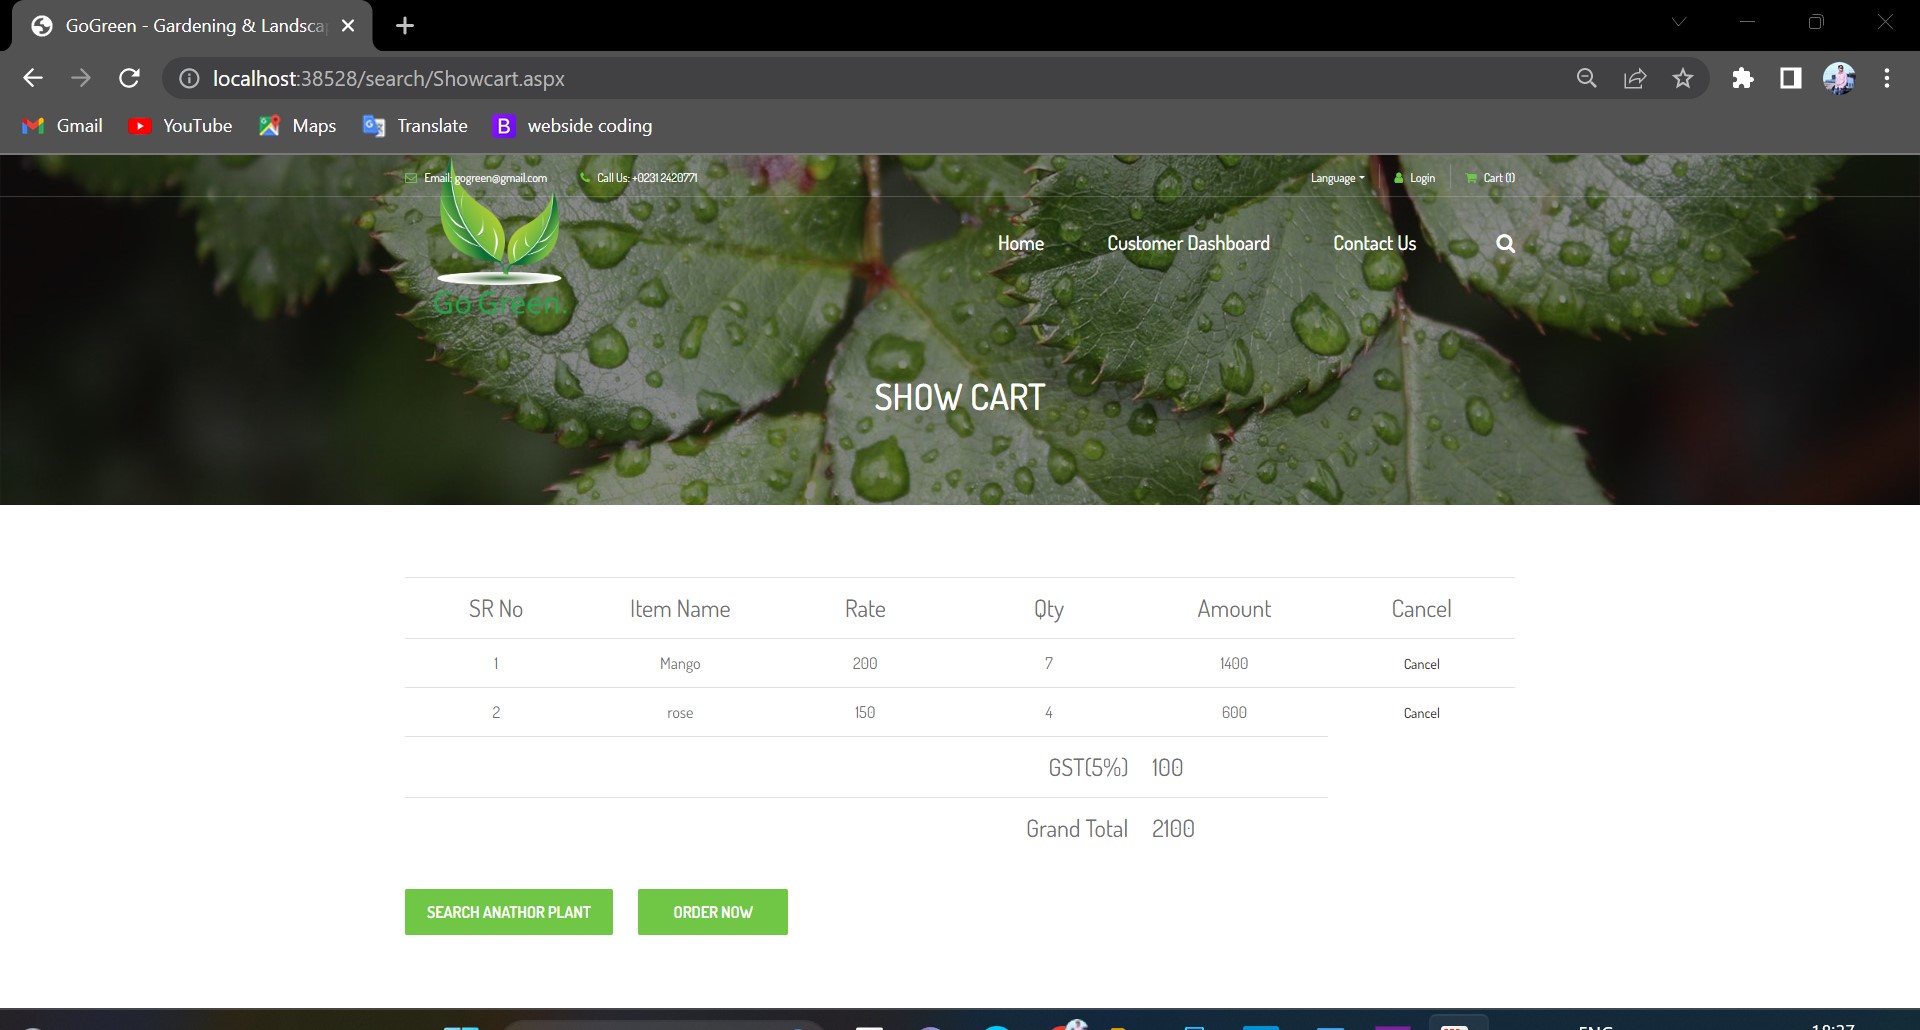 GoGreen - Gardening & Landsca
localhost:38528/search/Showcart.aspx
Gmail YouTube Maps Translate B webside coding
Email: gogreen@gmail.com Call Us: +0231 2420771 Language Login Cart (1)
Go Green.
Home Customer Dashboard Contact Us
SHOW CART
SR No Item Name Rate Qty Amount Cancel
1 Mango 200 7 1400 Cancel
2 rose 150 4 600 Cancel
GST(5%) 100
Grand Total 2100
SEARCH ANATHOR PLANT ORDER NOW